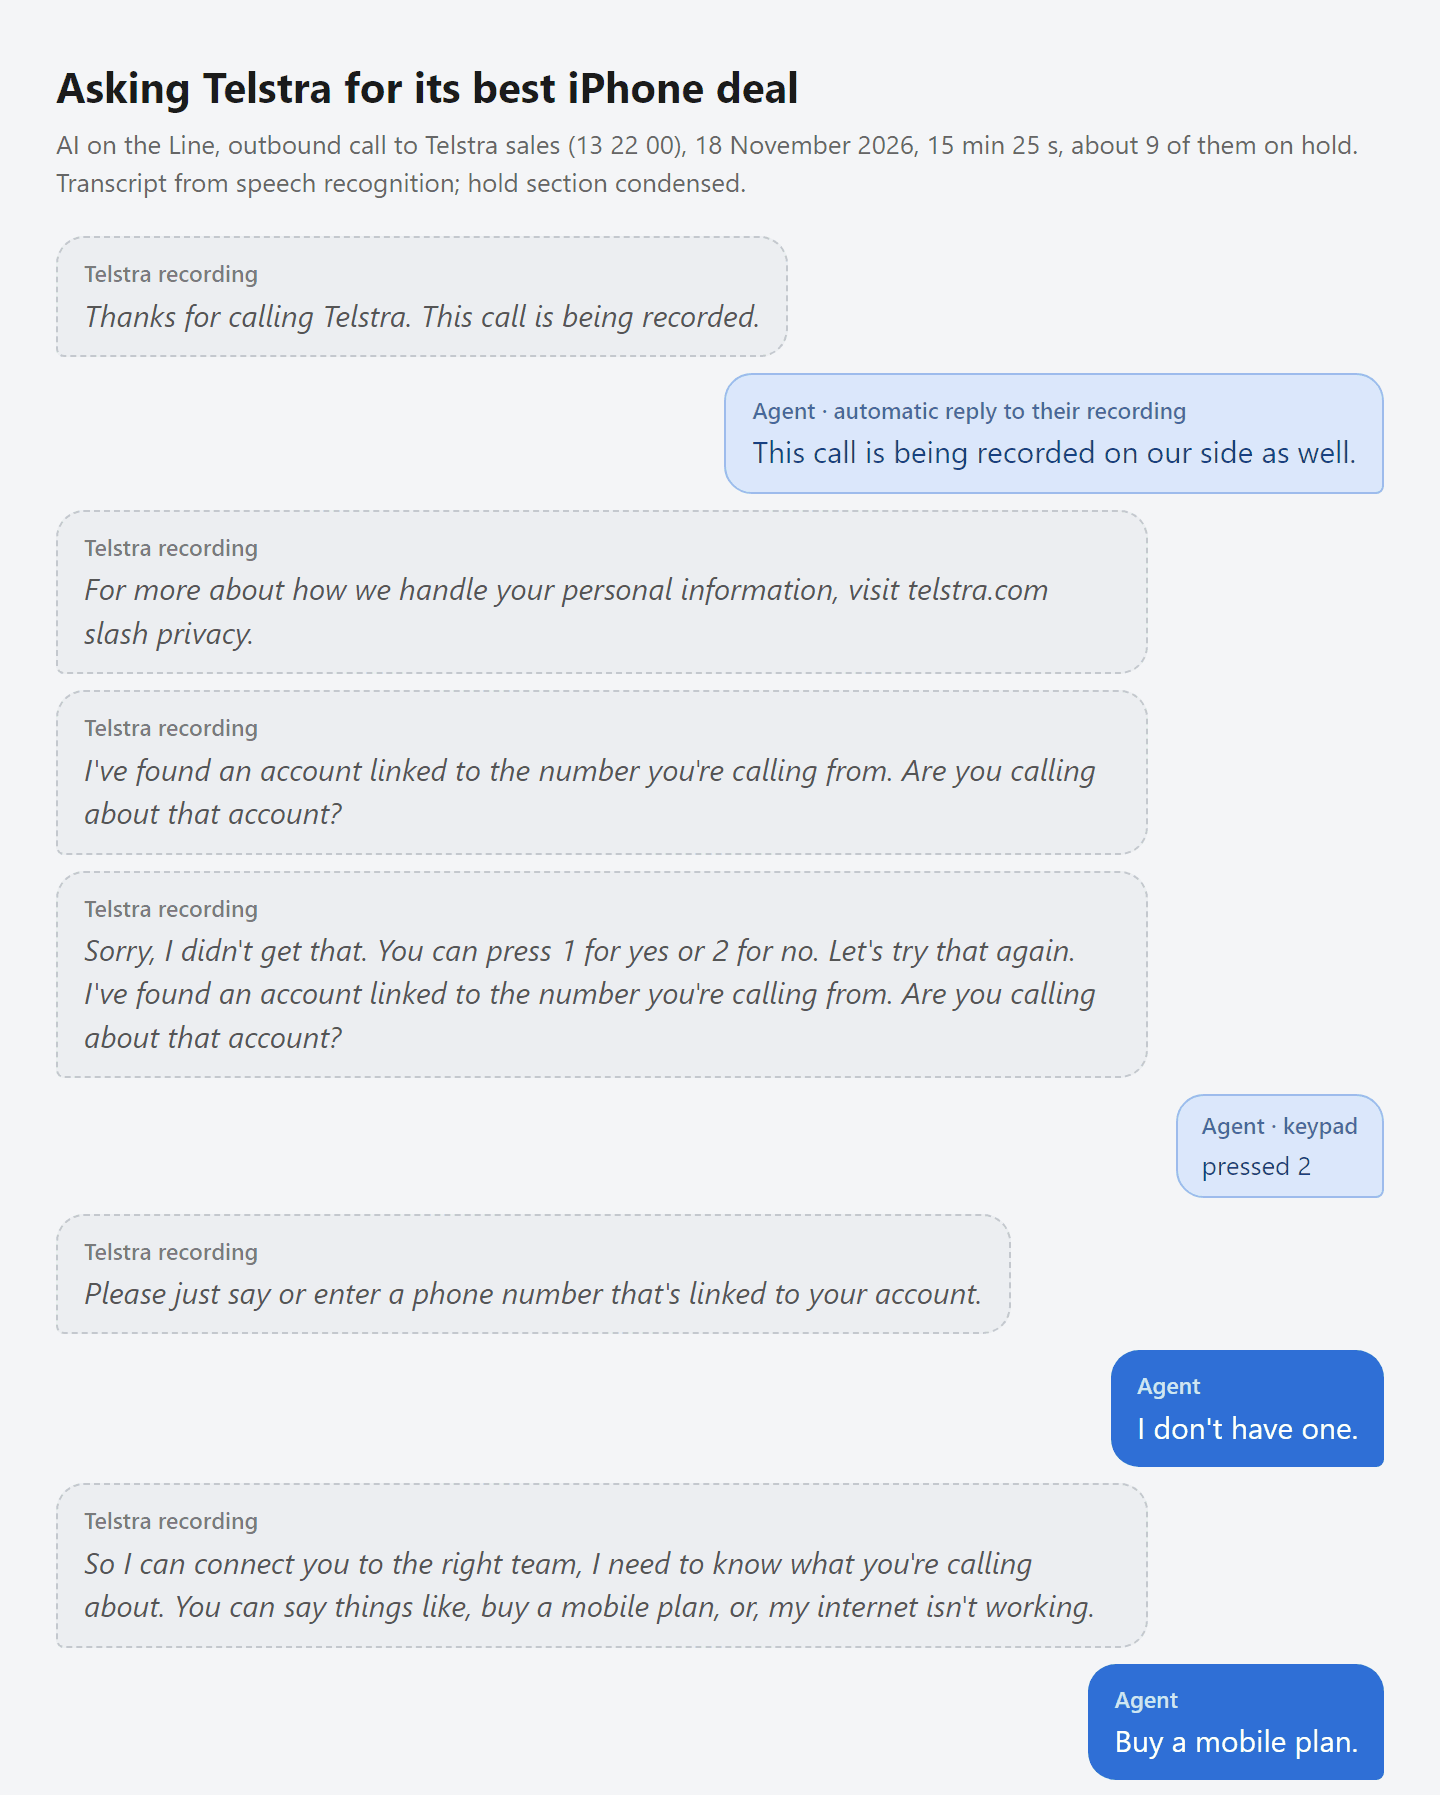 Asking Telstra for its best iPhone deal
AI on the Line, outbound call to Telstra sales (13 22 00), 18 November 2026, 15 min 25 s, about 9 of them on hold.
Transcript from speech recognition; hold section condensed.
Telstra recording
Thanks for calling Telstra. This call is being recorded.
Agent · automatic reply to their recording
This call is being recorded on our side as well.
Telstra recording
For more about how we handle your personal information, visit telstra.com
slash privacy.
Telstra recording
I've found an account linked to the number you're calling from. Are you calling
about that account?
Telstra recording
Sorry, I didn't get that. You can press 1 for yes or 2 for no. Let's try that again.
I've found an account linked to the number you're calling from. Are you calling
about that account?
Agent · keypad
pressed 2
Telstra recording
Please just say or enter a phone number that's linked to your account.
Agent
I don't have one.
Telstra recording
So I can connect you to the right team, I need to know what you're calling
about. You can say things like, buy a mobile plan, or, my internet isn't working.
Agent
Buy a mobile plan.